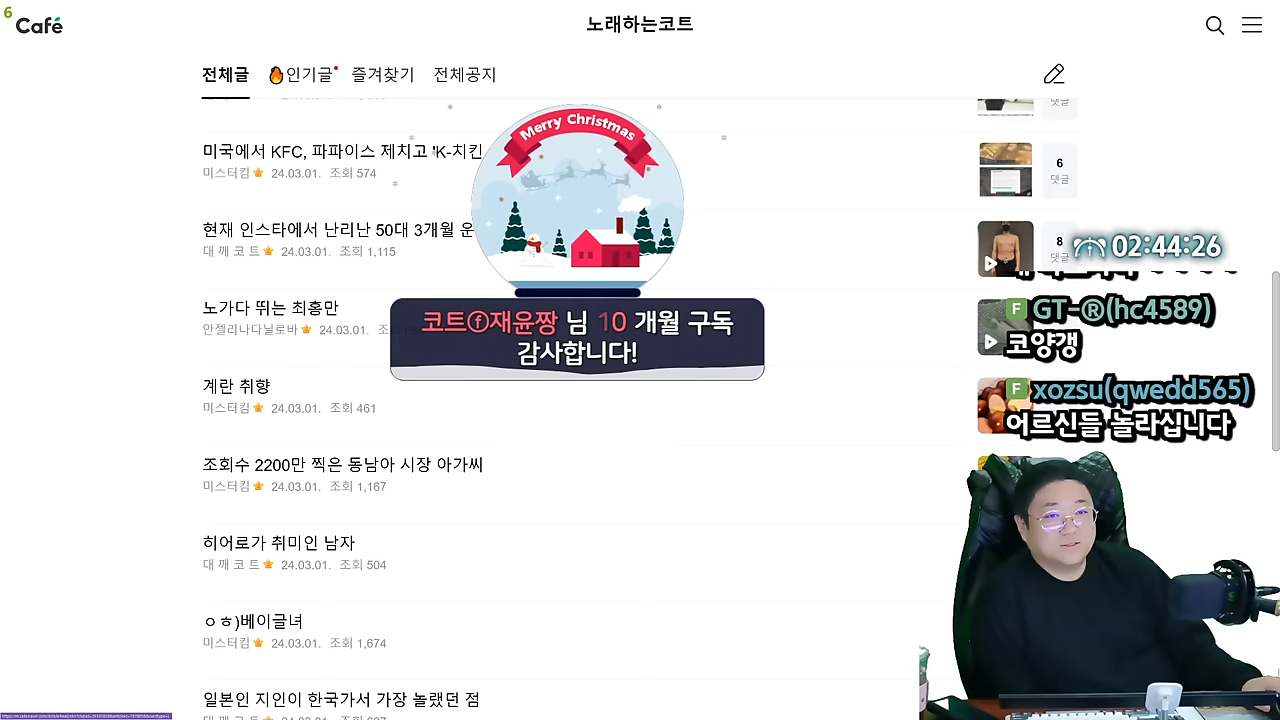 6
Café
노래하는코트
전체글
인기글
즐겨찾기
전체공지
댓글
미국에서 KFC, 파파이스 제치고 'K-치킨
미스터킴 24.03.01. 조회 574
6
댓글
현재 인스타에서 난리난 50대 3개월 운
대 깨 코 트 24.03.01. 조회 1,115
8
댓글
02:44:26
노가다 뛰는 최홍만
안젤리나다닐로바 24.03.01. 조
Merry Christmas
코트ⓕ재윤짱 님 10 개월 구독
감사합니다!
F GT-®(hc4589)
코양갱
F xozsu(qwedd565)
어르신들 놀라십니다
계란 취향
미스터킴 24.03.01. 조회 461
조회수 2200만 찍은 동남아 시장 아가씨
미스터킴 24.03.01. 조회 1,167
히어로가 취미인 남자
대 깨 코 트 24.03.01. 조회 504
ㅇㅎ)베이글녀
미스터킴 24.03.01. 조회 1,674
일본인 지인이 한국가서 가장 놀랬던 점